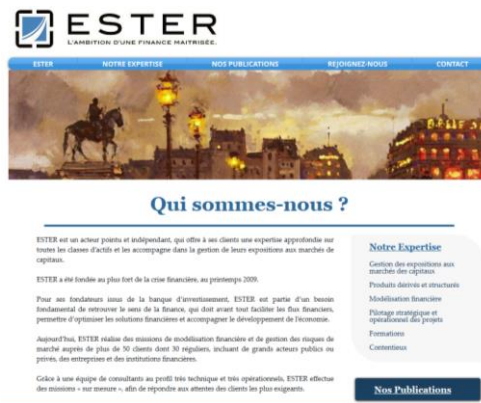 ESTER
L'AMBITION D'UNE FINANCE MAITRISÉE.
ESTER NOTRE EXPERTISE NOS PUBLICATIONS REJOIGNEZ-NOUS CONTACT
BELLE S
Qui sommes-nous ?
ESTER est un acteur pointu et indépendant, qui offre à ses clients une expertise approfondie sur
toutes les classes d'actifs et les accompagne dans la gestion de leurs expositions aux marchés de
capitaux.
ESTER a été fondée au plus fort de la crise financière, au printemps 2009.
Pour ses fondateurs issus de la banque d'investissement, ESTER est partie d'un besoin
fondamental de retrouver le sens de la finance, qui doit avant tout faciliter les flux financiers,
permettre d'optimiser les solutions financières et accompagner le développement de l'économie.
Aujourd'hui, ESTER réalise des missions de modélisation financière et de gestion des risques de
marché auprès de plus de 50 clients dont 30 réguliers, incluant de grands acteurs publics ou
privés, des entreprises et des institutions financières.
Grâce à une équipe de consultants au profil très technique et très opérationnels, ESTER effectue
des missions « sur mesure », afin de répondre aux attentes des clients les plus exigeants.
Notre Expertise
Gestion des expositions aux
marchés des capitaux
Produits dérivés et structurés
Modélisation financière
Pilotage stratégique et
opérationnel des projets
Formations
Contentieux
Nos Publications